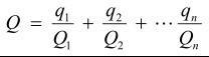 Q = q₁/Q₁ + q₂/Q₂ + ⋯ qₙ/Qₙ